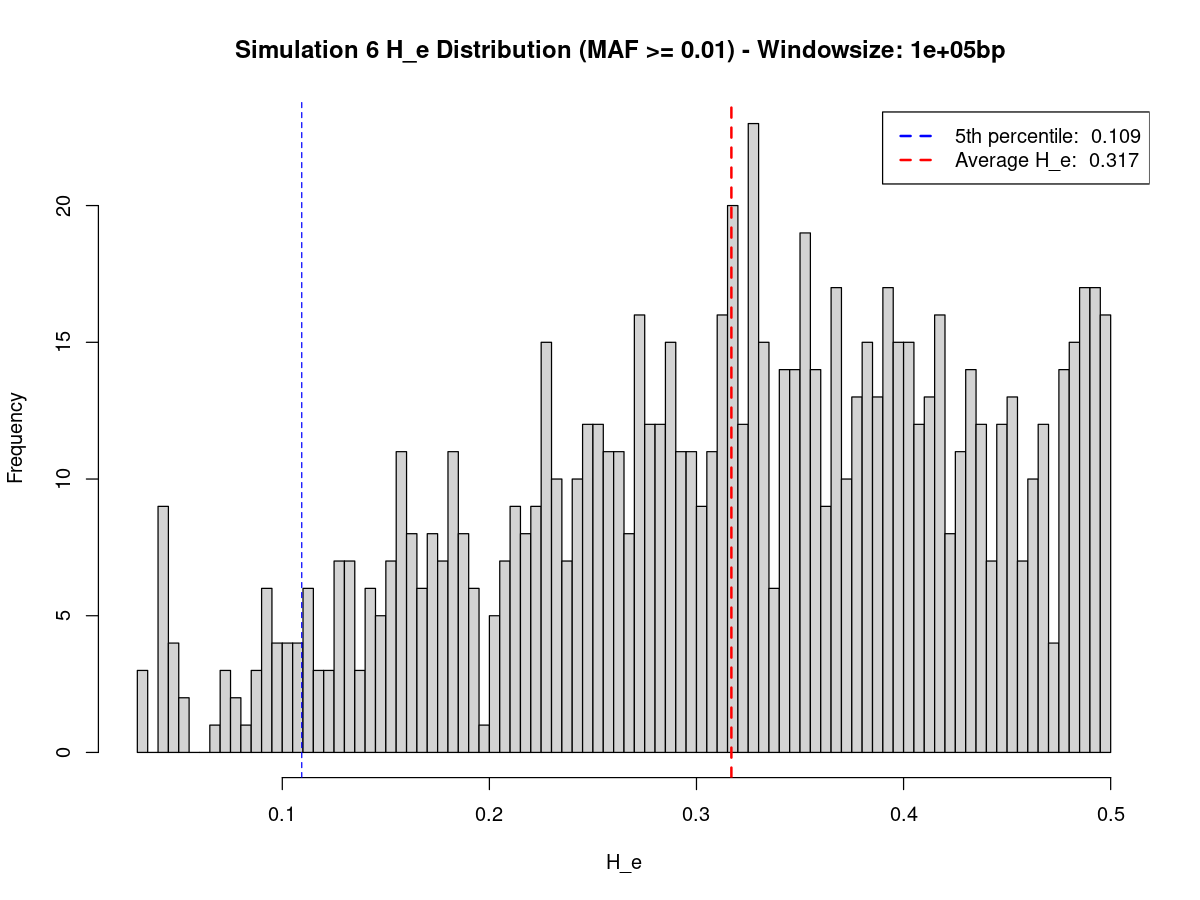 Simulation 6 H_e Distribution (MAF >= 0.01) - Windowsize: 1e+05bp
5th percentile: 0.109
Average H_e: 0.317
Frequency
20
15
10
5
0
0.1 0.2 0.3 0.4 0.5
H_e